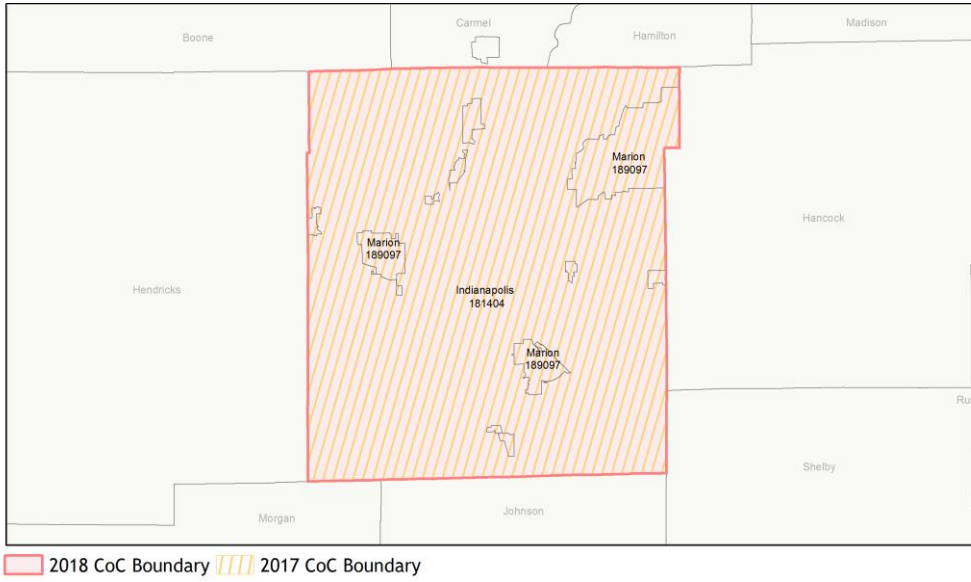 Carmel
Madison
Boone
Hamilton
Marion
189097
Hancock
Marion
189097
Hendricks
Indianapolis
181404
Marion
189097
Ru
Shelby
Johnson
Morgan
2018 CoC Boundary
2017 CoC Boundary